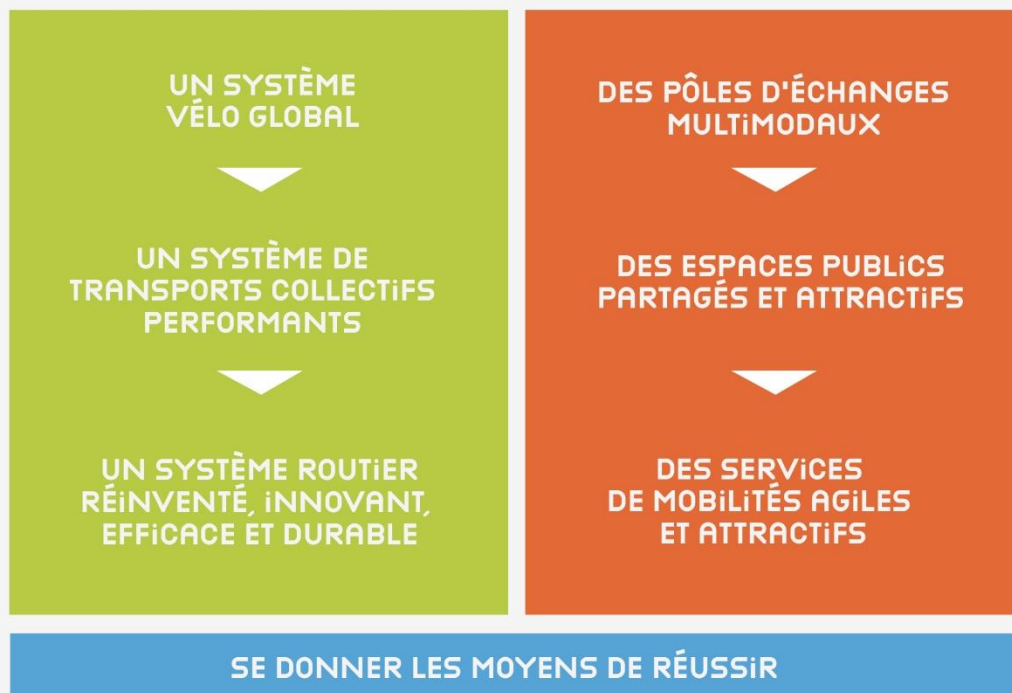 UN SYSTÈME
VÉLO GLOBAL
UN SYSTÈME DE
TRANSPORTS COLLECTiFS
PERFORMANTS
UN SYSTÈME ROUTiER
RÉiNVENTÉ, iNNOVANT,
EFFiCACE ET DURABLE
DES PÔLES D'ÉCHANGES
MULTiMODAUX
DES ESPACES PUBLiCS
PARTAGÉS ET ATTRACTiFS
DES SERViCES
DE MOBiLiTÉS AGiLES
ET ATTRACTiFS
SE DONNER LES MOYENS DE RÉUSSiR